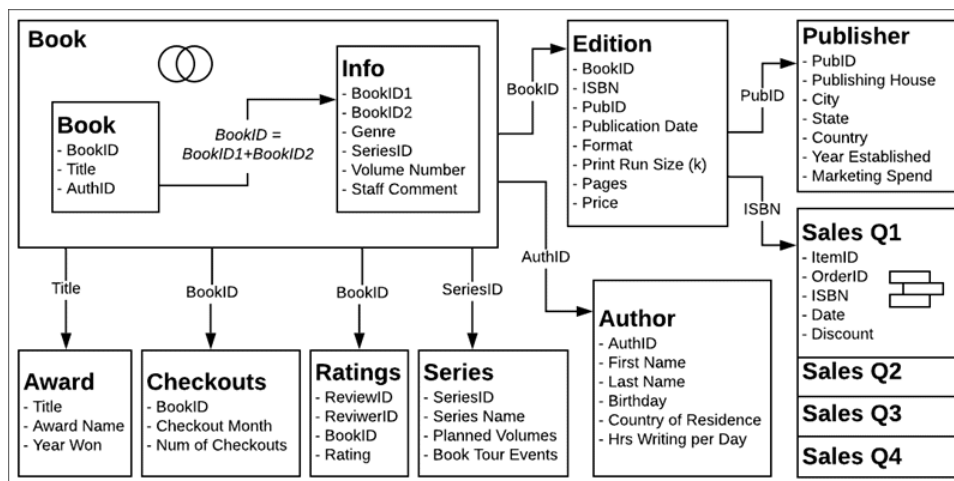 Book
Book
- BookID
- Title
- AuthID
BookID =
BookID1+BookID2
Info
- BookID1
- BookID2
- Genre
- SeriesID
- Volume Number
- Staff Comment
BookID
Edition
- BookID
- ISBN
- PubID
- Publication Date
- Format
- Print Run Size (k)
- Pages
- Price
PubID
Publisher
- PubID
- Publishing House
- City
- State
- Country
- Year Established
- Marketing Spend
ISBN
Sales Q1
- ItemID
- OrderID
- ISBN
- Date
- Discount
Sales Q2
Sales Q3
Sales Q4
AuthID
Author
- AuthID
- First Name
- Last Name
- Birthday
- Country of Residence
- Hrs Writing per Day
Title
Award
- Title
- Award Name
- Year Won
BookID
Checkouts
- BookID
- Checkout Month
- Num of Checkouts
BookID
Ratings
- ReviewID
- ReviwerID
- BookID
- Rating
SeriesID
Series
- SeriesID
- Series Name
- Planned Volumes
- Book Tour Events